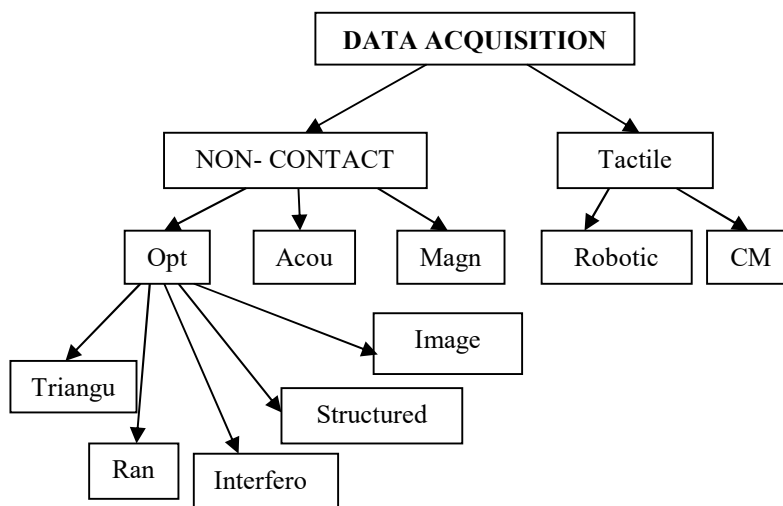 DATA ACQUISITION
NON- CONTACT
Tactile
Opt
Acou
Magn
Robotic
CM
Image
Triangu
Structured
Ran
Interfero